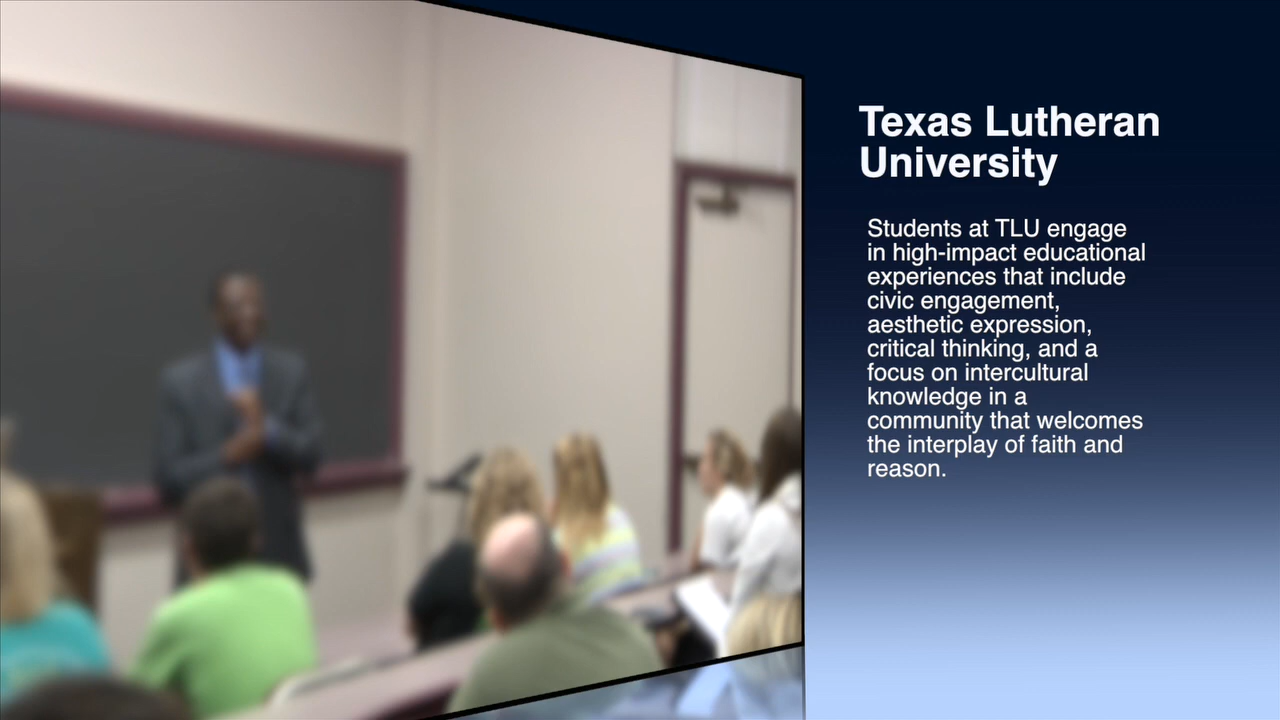 Texas Lutheran
University
Students at TLU engage
in high-impact educational
experiences that include
civic engagement,
aesthetic expression,
critical thinking, and a
focus on intercultural
knowledge in a
community that welcomes
the interplay of faith and
reason.